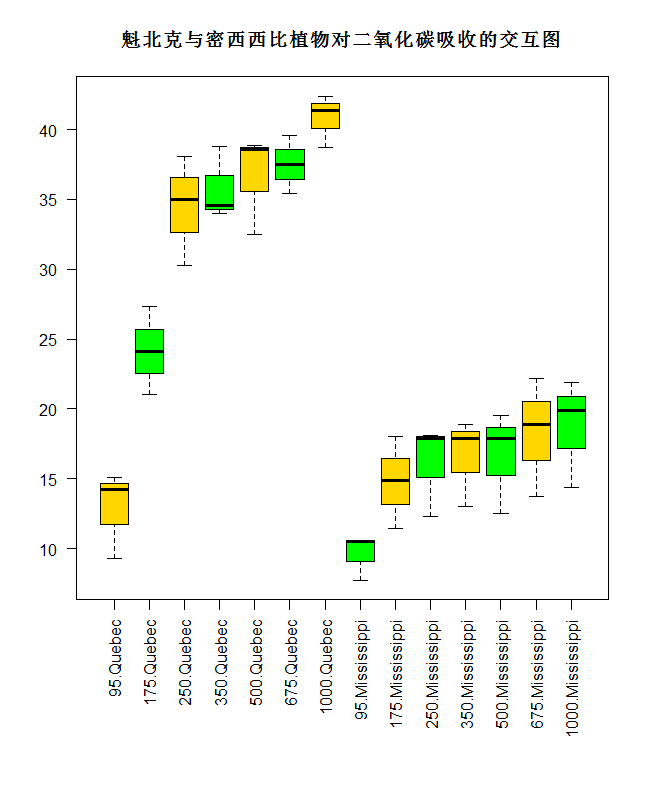 魁北克与密西西比植物对二氧化碳吸收的交互图
40
35
30
25
20
15
10
95.Quebec
175.Quebec
250.Quebec
350.Quebec
500.Quebec
675.Quebec
1000.Quebec
95.Mississippi
175.Mississippi
250.Mississippi
350.Mississippi
500.Mississippi
675.Mississippi
1000.Mississippi